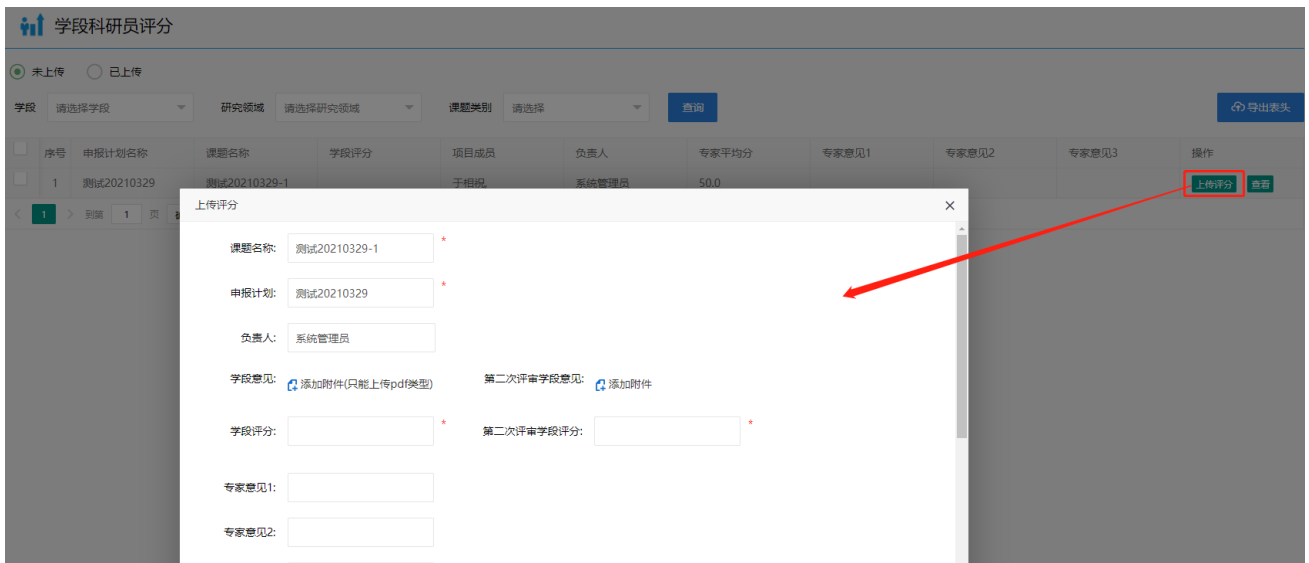 学段科研员评分
未上传 已上传
学段 请选择学段 研究领域 请选择研究领域 课题类别 请选择 查询 导出表头
序号 申报计划名称 课题名称 学段评分 项目成员 负责人 专家平均分 专家意见1 专家意见2 专家意见3 操作
1 测试20210329 测试20210329-1 于相祝, 系统管理员 50.0 上传评分 查看
1 到第 1 页
上传评分
课题名称: 测试20210329-1 *
申报计划: 测试20210329 *
负责人: 系统管理员
学段意见: 添加附件(只能上传pdf类型) 第二次评审学段意见: 添加附件
学段评分: * 第二次评审学段评分: *
专家意见1:
专家意见2: